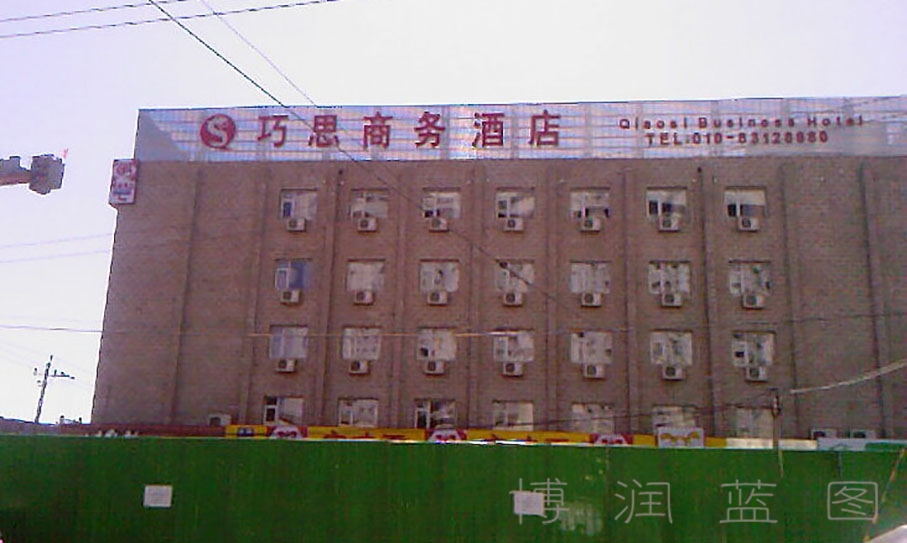 巧思商务酒店
Qiaosi Business Hotel
TEL:010-83128880
博润蓝图